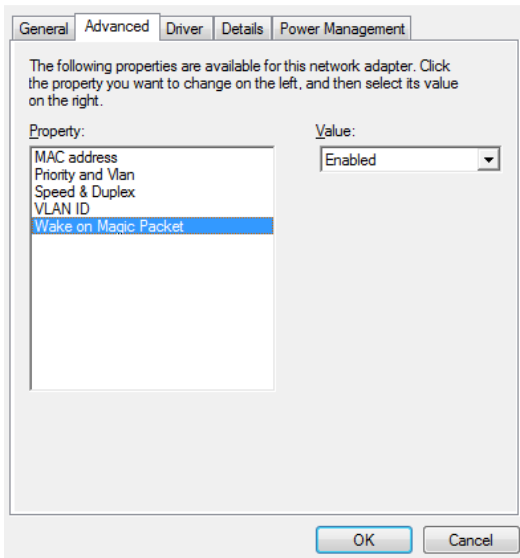 General
Advanced
Driver
Details
Power Management
The following properties are available for this network adapter. Click
the property you want to change on the left, and then select its value
on the right.
Property:
Value:
MAC address
Priority and Vlan
Speed & Duplex
VLAN ID
Wake on Magic Packet
Enabled
OK
Cancel